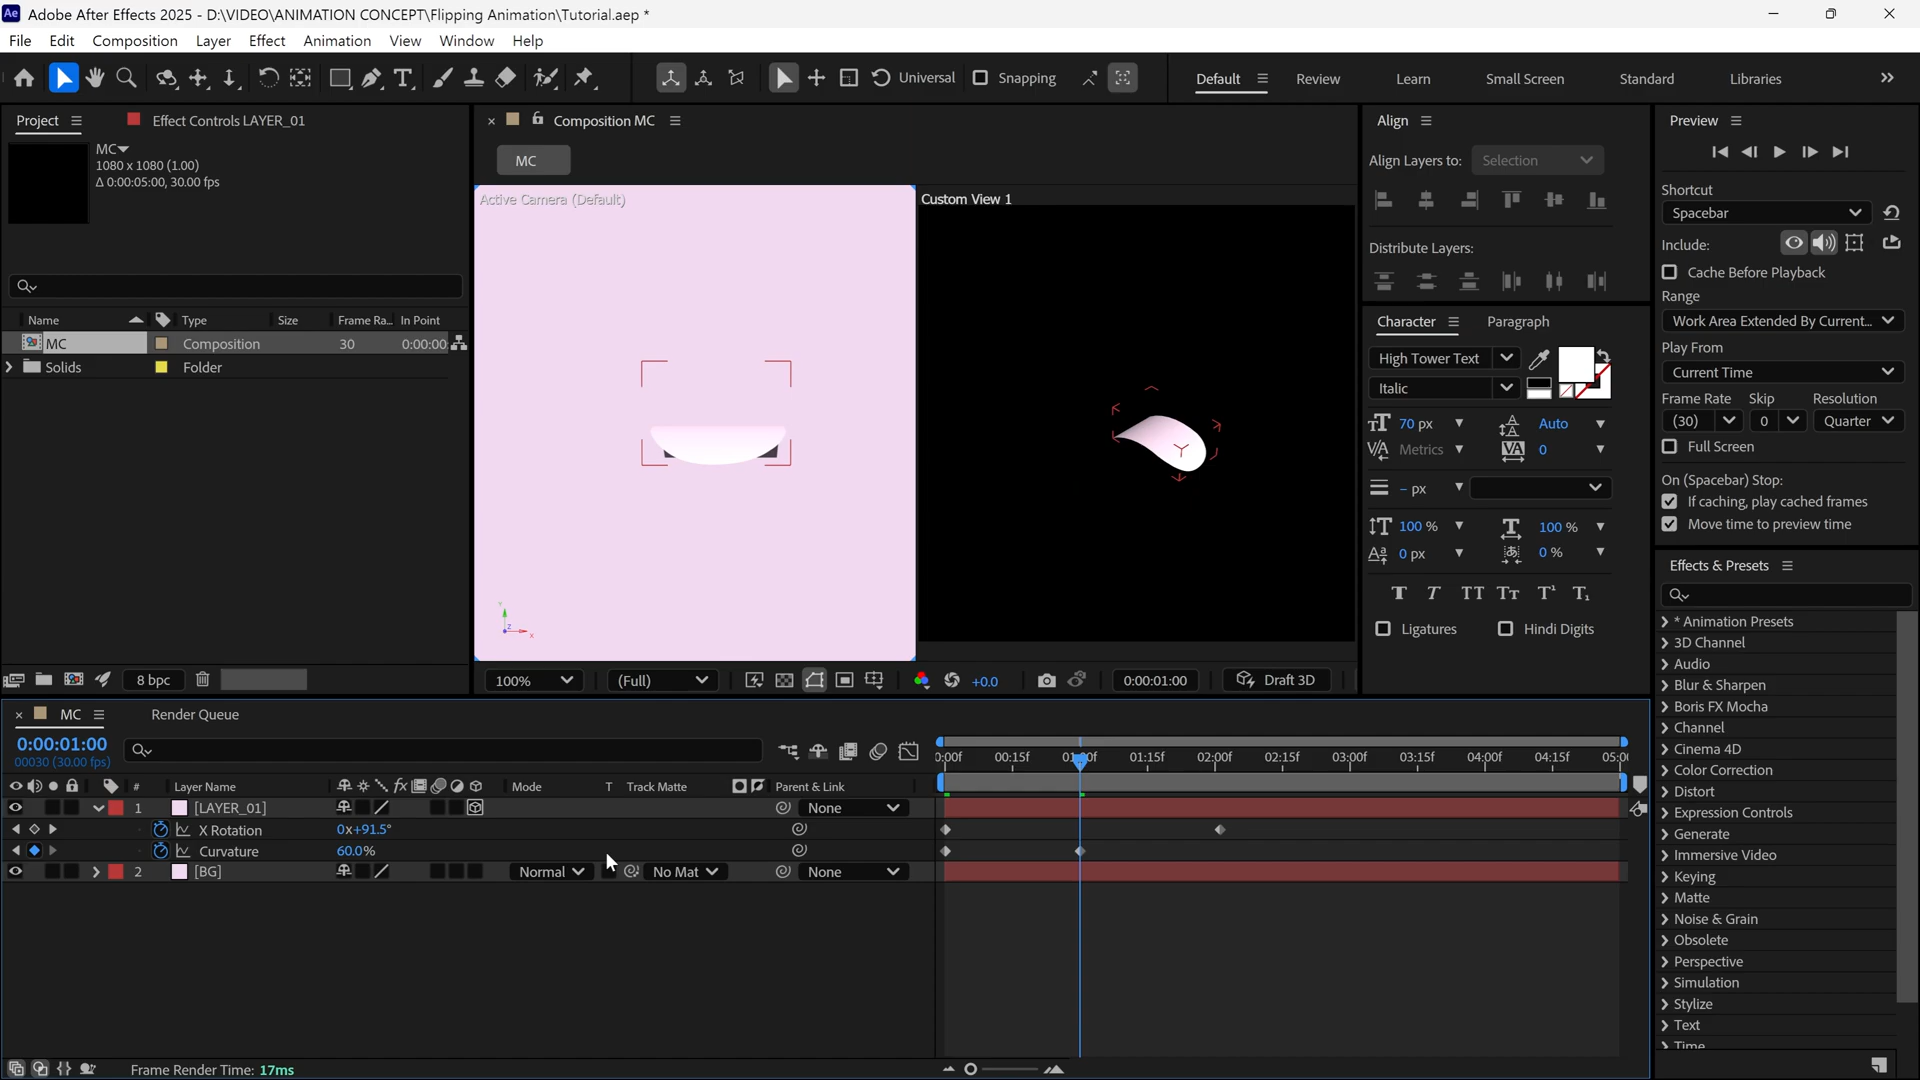 Adobe After Effects 2025 - D:\VIDEO\ANIMATION CONCEPT\Flipping Animation\Tutorial.aep *
File Edit Composition Layer Effect Animation View Window Help
Universal Snapping Default Review Learn Small Screen Standard Libraries
Project Effect Controls LAYER_01
MC
1080 x 1080 (1.00)
Δ 0:00:05:00, 30.00 fps
Name Type Size Frame Ra... In Point
MC Composition 30 0:00:00
Solids Folder
8 bpc
Composition MC
MC
Active Camera (Default)
Custom View 1
100% (Full) +0.0 0:00:01:00 Draft 3D
Align
Align Layers to: Selection
Distribute Layers:
Character Paragraph
High Tower Text
Italic
70 px Auto
Metrics 0
- px
100 % 100 %
0 px 0 %
Ligatures Hindi Digits
Preview
Shortcut
Spacebar
Include:
Cache Before Playback
Range
Work Area Extended By Current...
Play From
Current Time
Frame Rate Skip Resolution
(30) 0 Quarter
Full Screen
On (Spacebar) Stop:
If caching, play cached frames
Move time to preview time
Effects & Presets
* Animation Presets
3D Channel
Audio
Blur & Sharpen
Boris FX Mocha
Channel
Cinema 4D
Color Correction
Distort
Expression Controls
Generate
Immersive Video
Keying
Matte
Noise & Grain
Obsolete
Perspective
Simulation
Stylize
Text
Time
MC Render Queue
0:00:01:00
00030 (30.00 fps)
:00f 00:15f 01:00f 01:15f 02:00f 02:15f 03:00f 03:15f 04:00f 04:15f 05:00
# Layer Name Mode T Track Matte Parent & Link
1 [LAYER_01] None
X Rotation 0x+91.5°
Curvature 60.0%
2 [BG] Normal No Mat None
Frame Render Time: 17ms